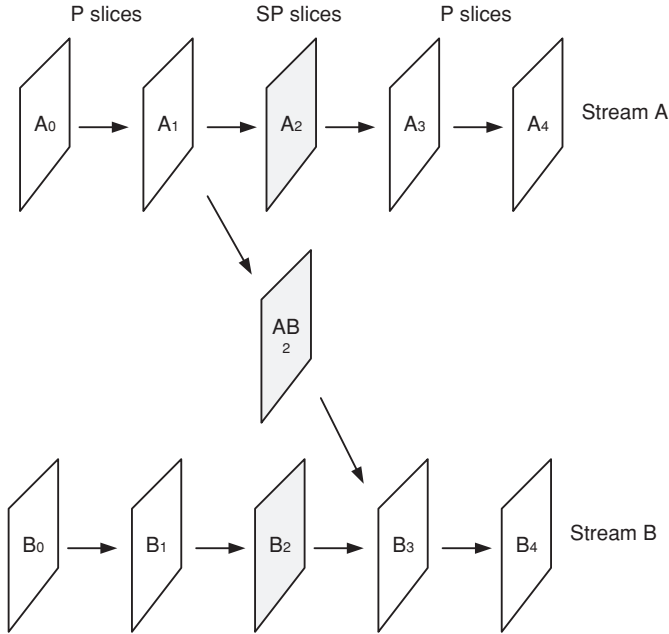 P slices SP slices P slices
A0 A1 A2 A3 A4 Stream A
AB
2
B0 B1 B2 B3 B4 Stream B